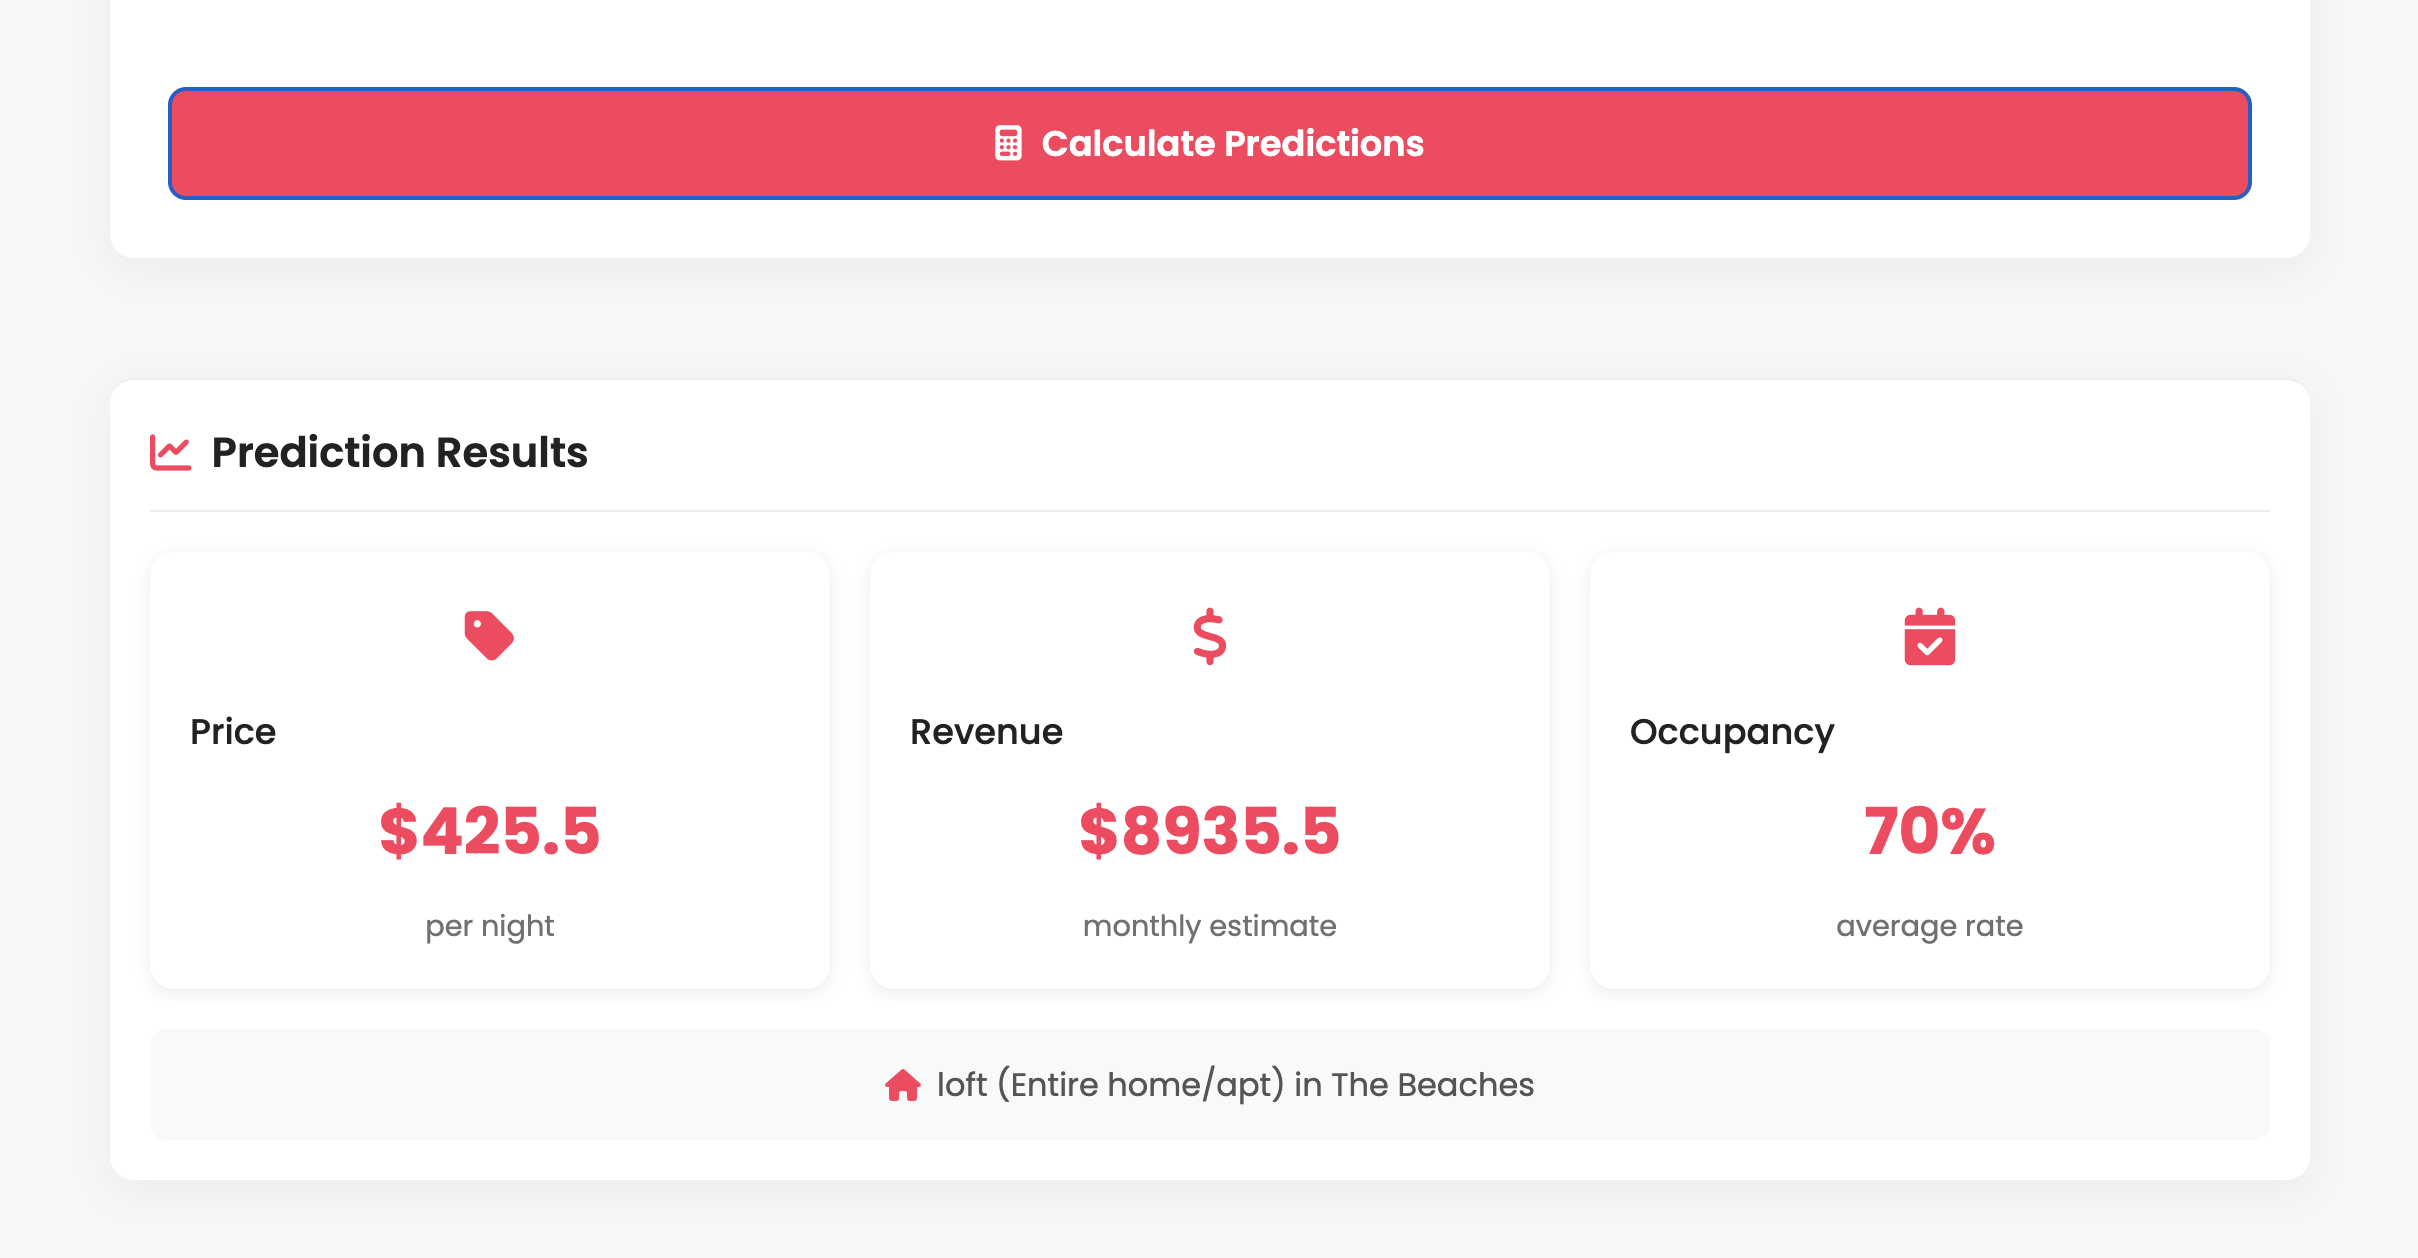 Calculate Predictions
Prediction Results
Price
$425.5
per night
Revenue
$8935.5
monthly estimate
Occupancy
70%
average rate
loft (Entire home/apt) in The Beaches